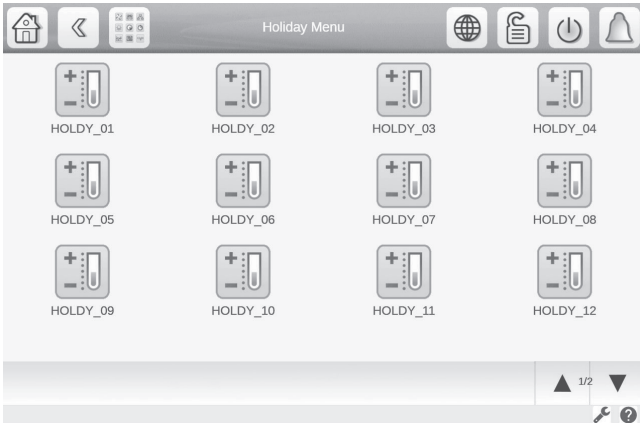 Holiday Menu
HOLDY_01 HOLDY_02 HOLDY_03 HOLDY_04
HOLDY_05 HOLDY_06 HOLDY_07 HOLDY_08
HOLDY_09 HOLDY_10 HOLDY_11 HOLDY_12
1/2